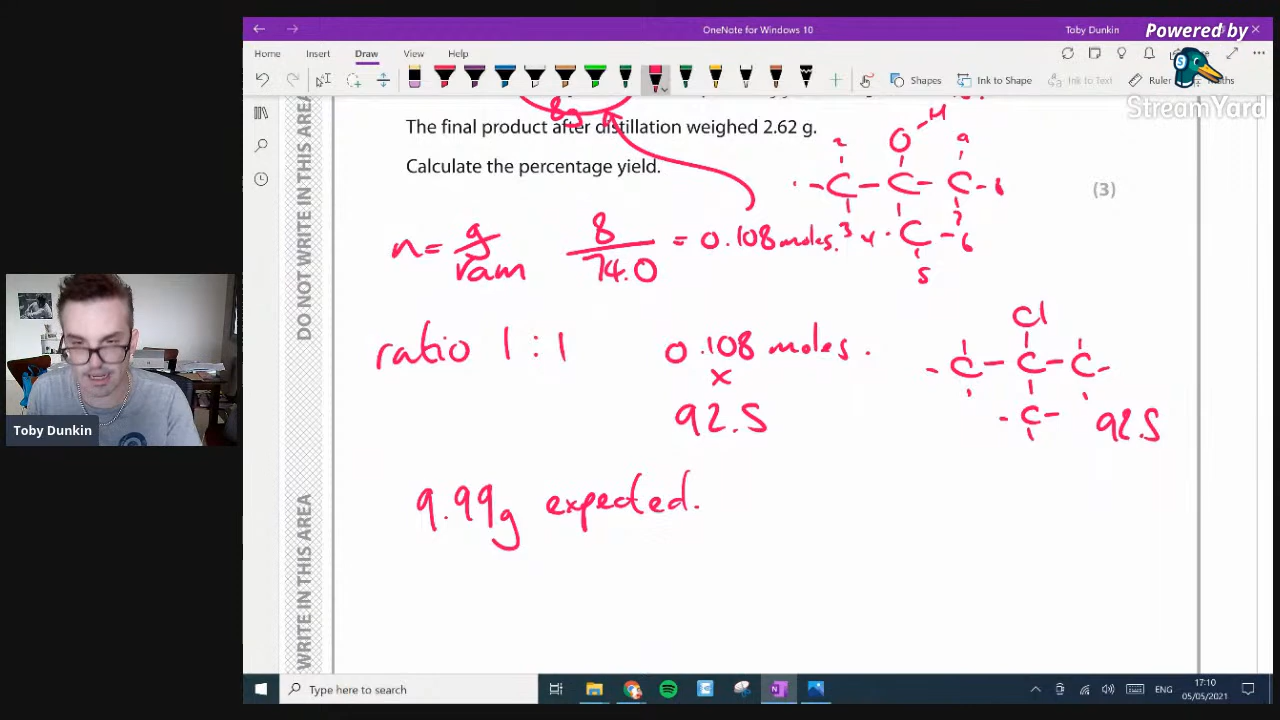 OneNote for Windows 10
Toby Dunkin
Powered by
StreamYard
Home Insert Draw View Help
Shapes Ink to Shape Ink to Text Ruler Maths
8g
The final product after distillation weighed 2.62 g.
Calculate the percentage yield.
(3)
DO NOT WRITE IN THIS AREA
n = g/ram 8/74.0 = 0.108 moles.
H
O
C – C – C
C
ratio 1 : 1 0.108 moles.
x
92.5
Cl
C – C – C
C
92.5
9.99g expected.
WRITE IN THIS AREA
Toby Dunkin
Type here to search
ENG
17:10
05/05/2021